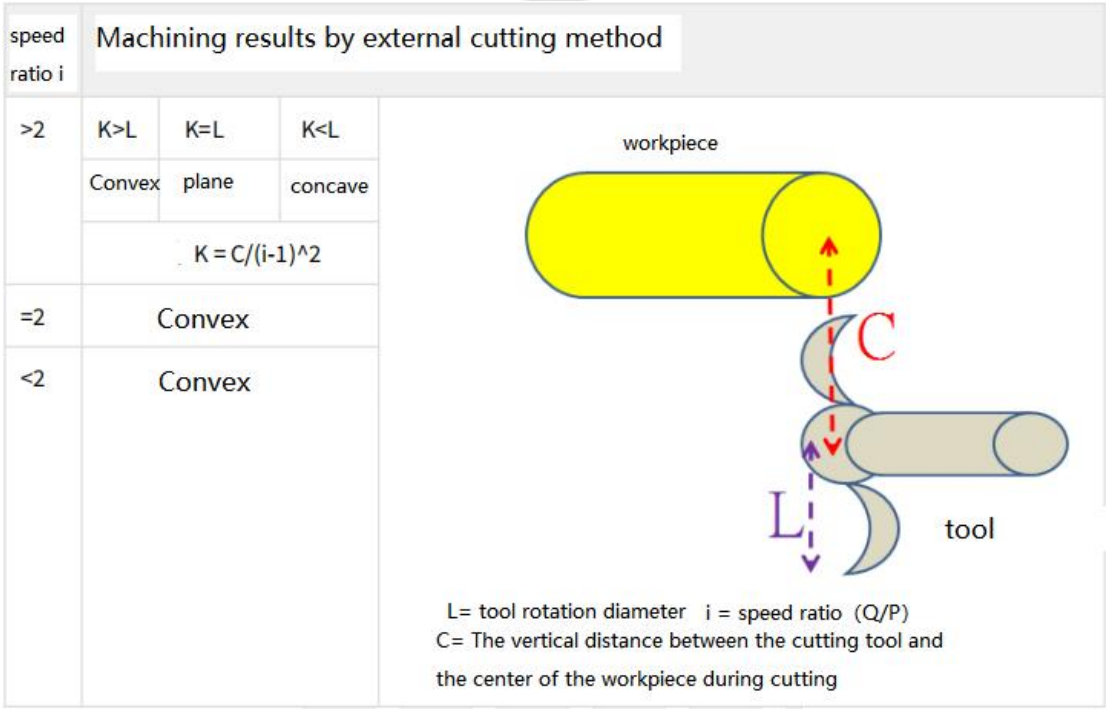 speed
ratio i
Machining results by external cutting method
>2
K>L
K=L
K<L
Convex
plane
concave
K = C/(i-1)^2
=2
Convex
<2
Convex
workpiece
C
L
tool
L= tool rotation diameter i = speed ratio (Q/P)
C= The vertical distance between the cutting tool and
the center of the workpiece during cutting